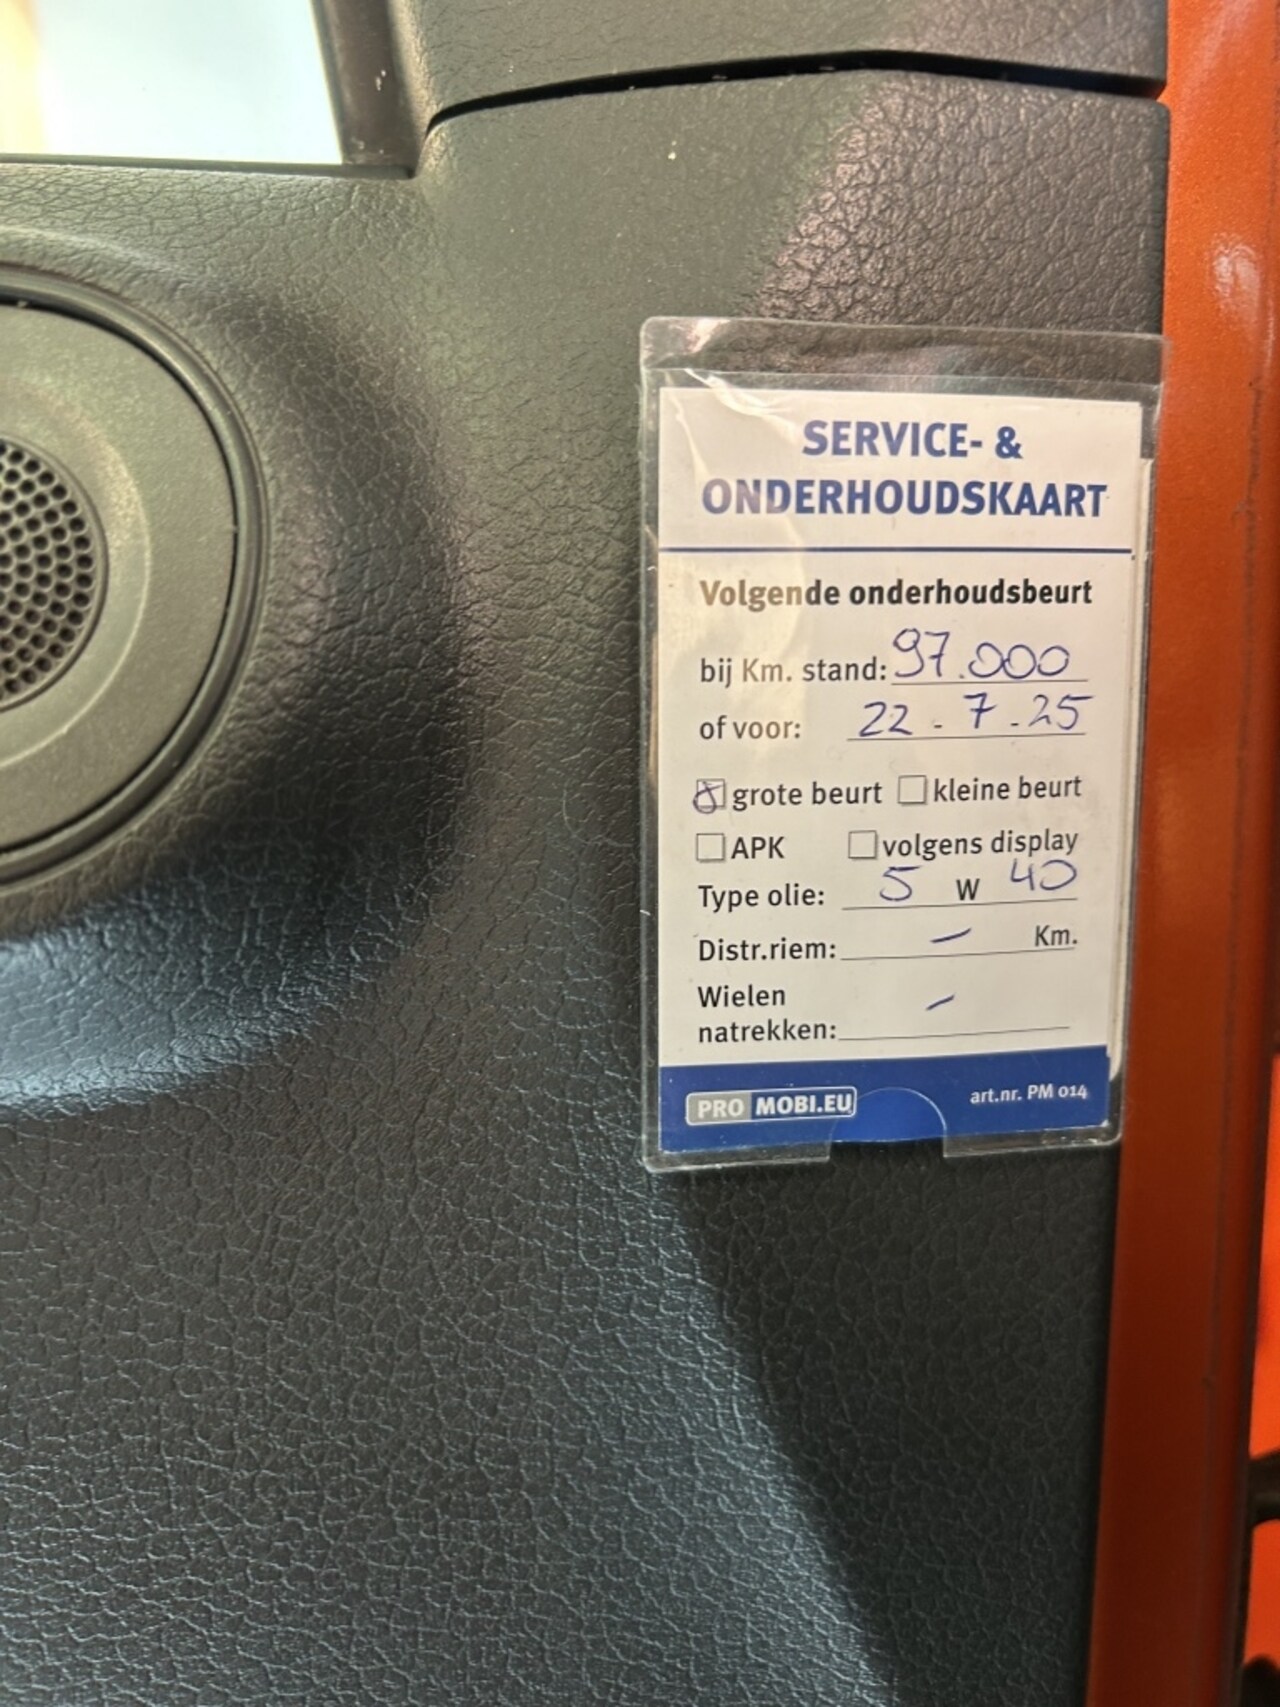 SERVICE- &
ONDERHOUDSKAART
Volgende onderhoudsbeurt
bij Km. stand: 97.000
of voor: 22 - 7 - 25
grote beurt kleine beurt
APK volgens display
Type olie: 5 W 40
Distr.riem: — Km.
Wielen
natrekken: —
PRO MOBI.EU art.nr. PM 014